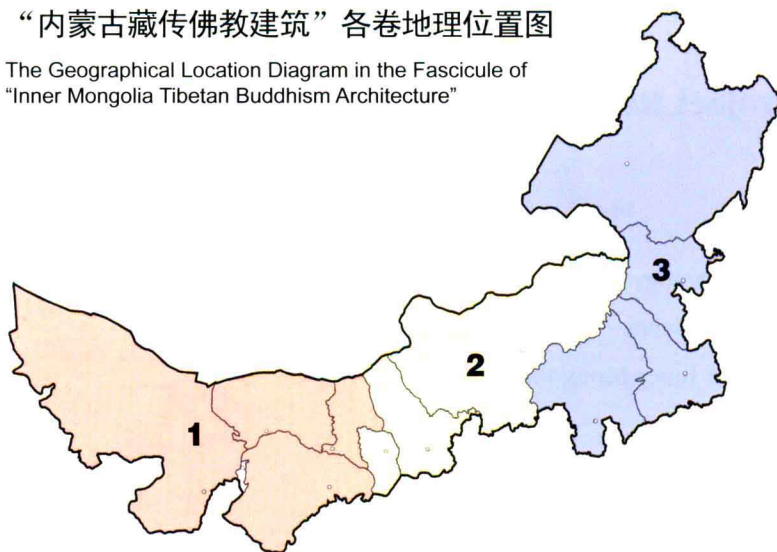 “内蒙古藏传佛教建筑”各卷地理位置图
The Geographical Location Diagram in the Fascicule of
“Inner Mongolia Tibetan Buddhism Architecture”
3
2
1